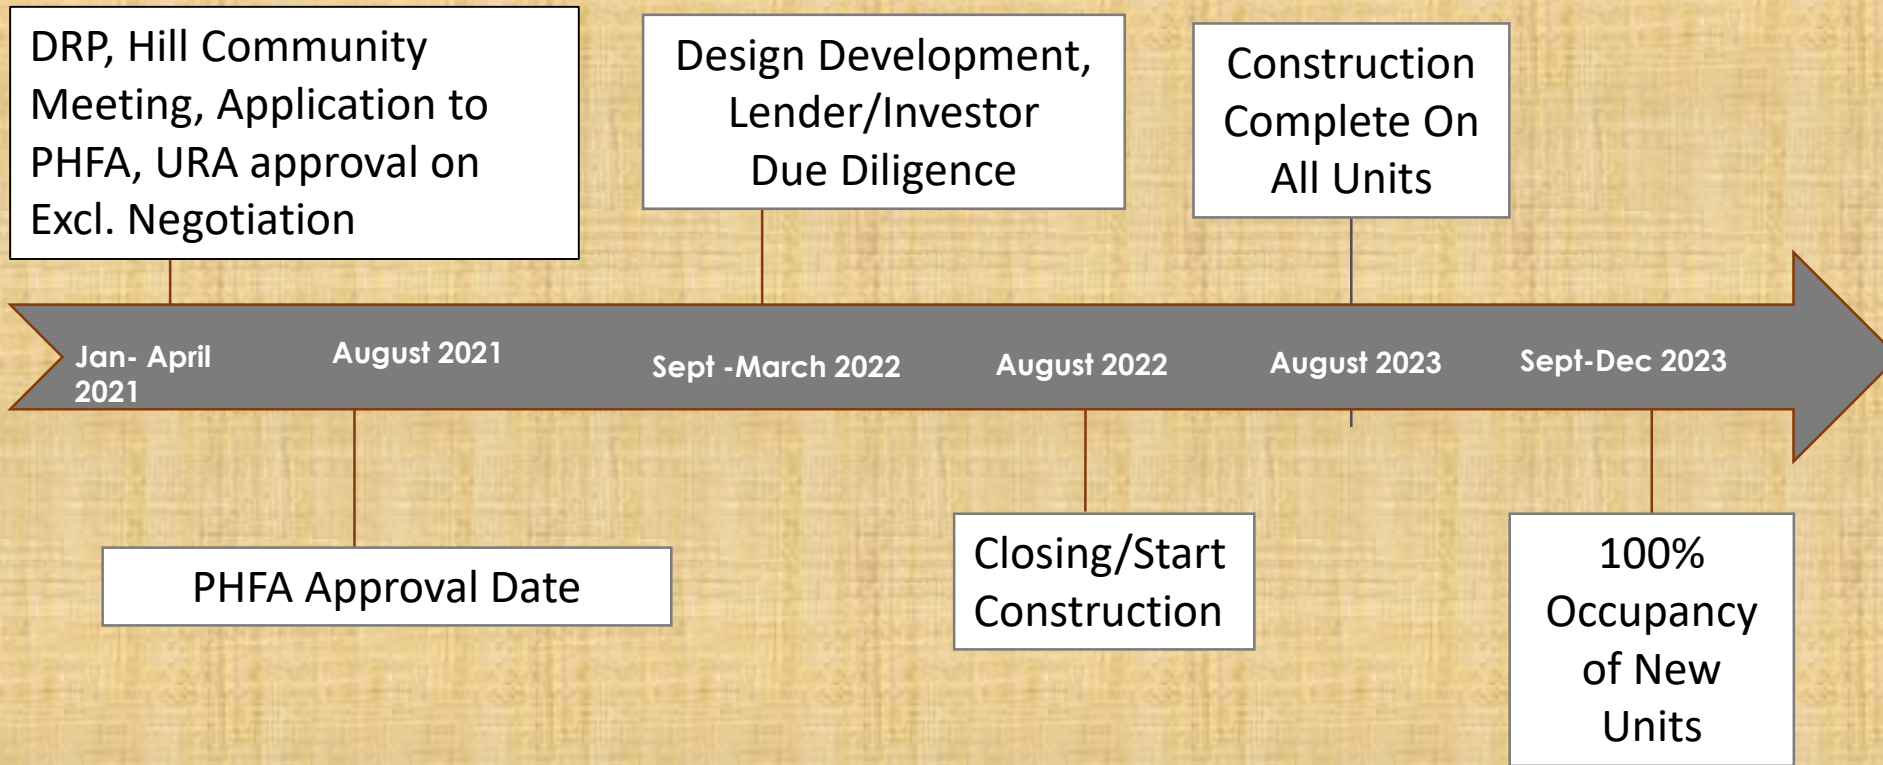 DRP, Hill Community
Meeting, Application to
PHFA, URA approval on
Excl. Negotiation
Design Development,
Lender/Investor
Due Diligence
Construction
Complete On
All Units
Jan- April
2021
August 2021
Sept -March 2022
August 2022
August 2023
Sept-Dec 2023
PHFA Approval Date
Closing/Start
Construction
100%
Occupancy
of New
Units